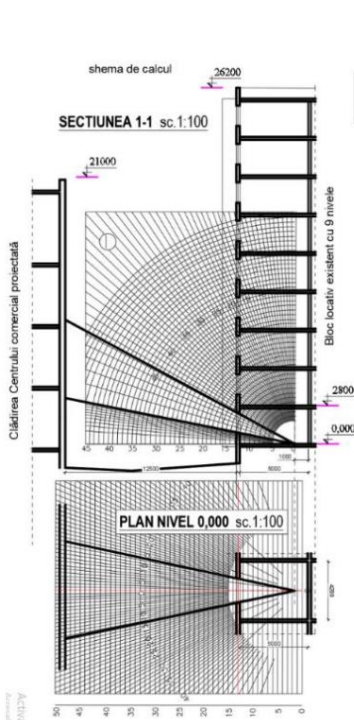 shema de calcul
26200
SECTIUNEA 1-1 sc.1:100
21000
Clădirea Centrului comercial proiectată
Bloc locativ existent cu 9 nivele
2800
0,000
45 40 35 30 25 20 15 10
1000
12500
6000
PLAN NIVEL 0,000 sc.1:100
6000
50 45 40 35 30 25 20 15 10 5 0